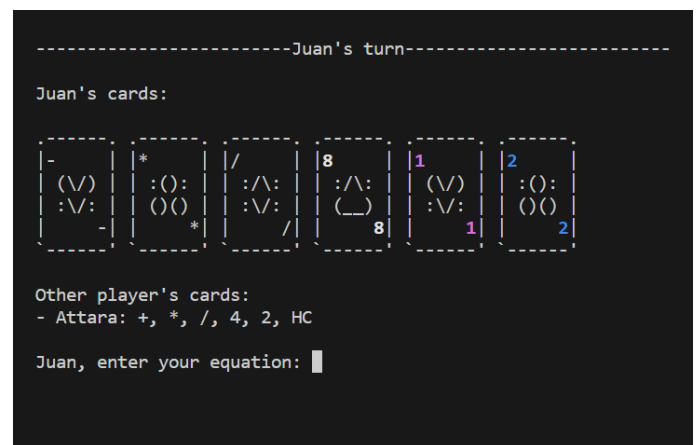 -------------------------Juan's turn--------------------------
Juan's cards:
.------. .------. .------. .------. .------. .------.
|-     | |*     | |/     | |8     | |1     | |2     |
| (\/) | | :(): | | :/\: | | :/\: | | (\/) | | :(): |
| :\/: | | ()() | | :\/: | | (__) | | :\/: | | ()() |
|     -| |     *| |     /| |     8| |     1| |     2|
`------' `------' `------' `------' `------' `------'
Other player's cards:
- Attara: +, *, /, 4, 2, HC
Juan, enter your equation: